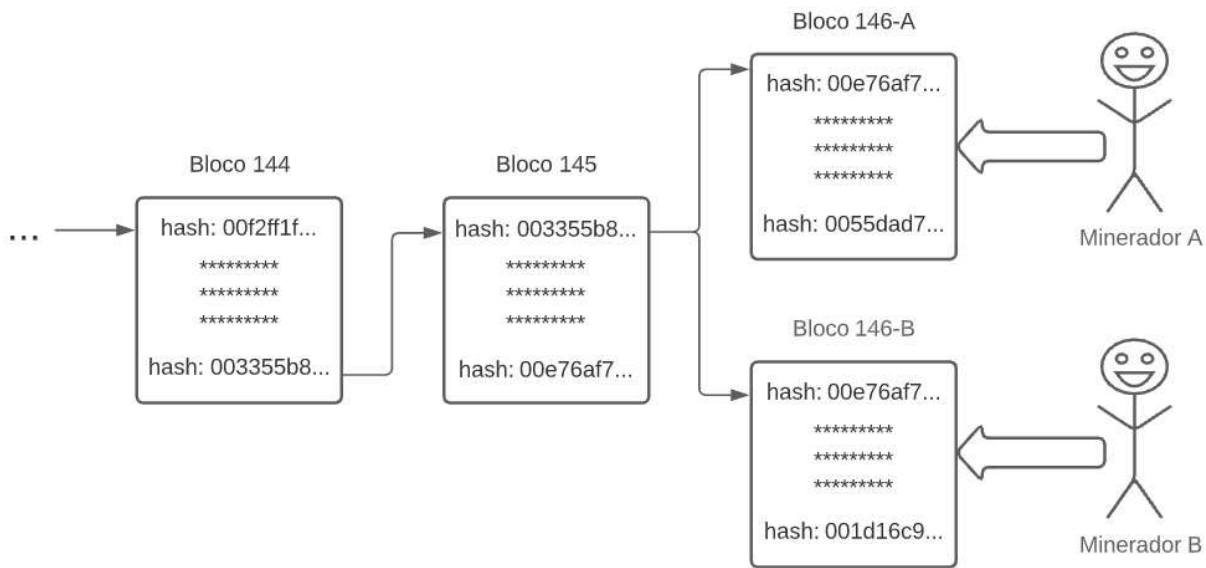 ...
Bloco 144
hash: 00f2ff1f...
*********
*********
*********
hash: 003355b8...
Bloco 145
hash: 003355b8...
*********
*********
*********
hash: 00e76af7...
Bloco 146-A
hash: 00e76af7...
*********
*********
*********
hash: 0055dad7...
Minerador A
Bloco 146-B
hash: 00e76af7...
*********
*********
*********
hash: 001d16c9...
Minerador B